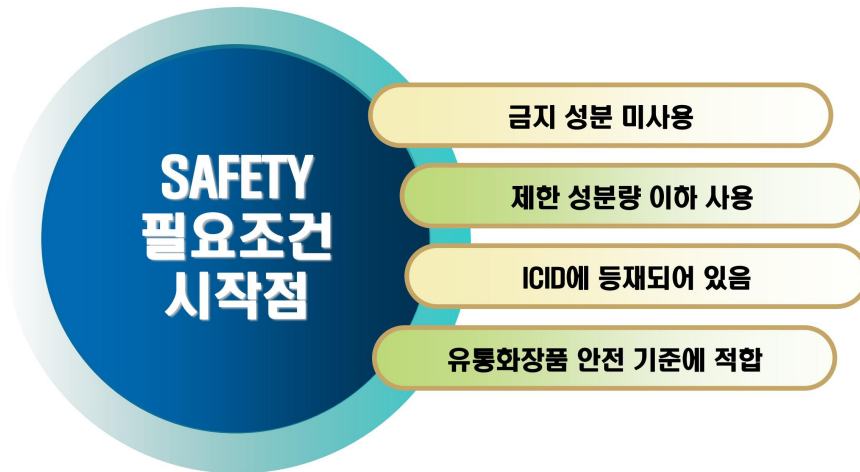 SAFETY
필요조건
시작점
금지 성분 미사용
제한 성분량 이하 사용
ICID에 등재되어 있음
유통화장품 안전 기준에 적합